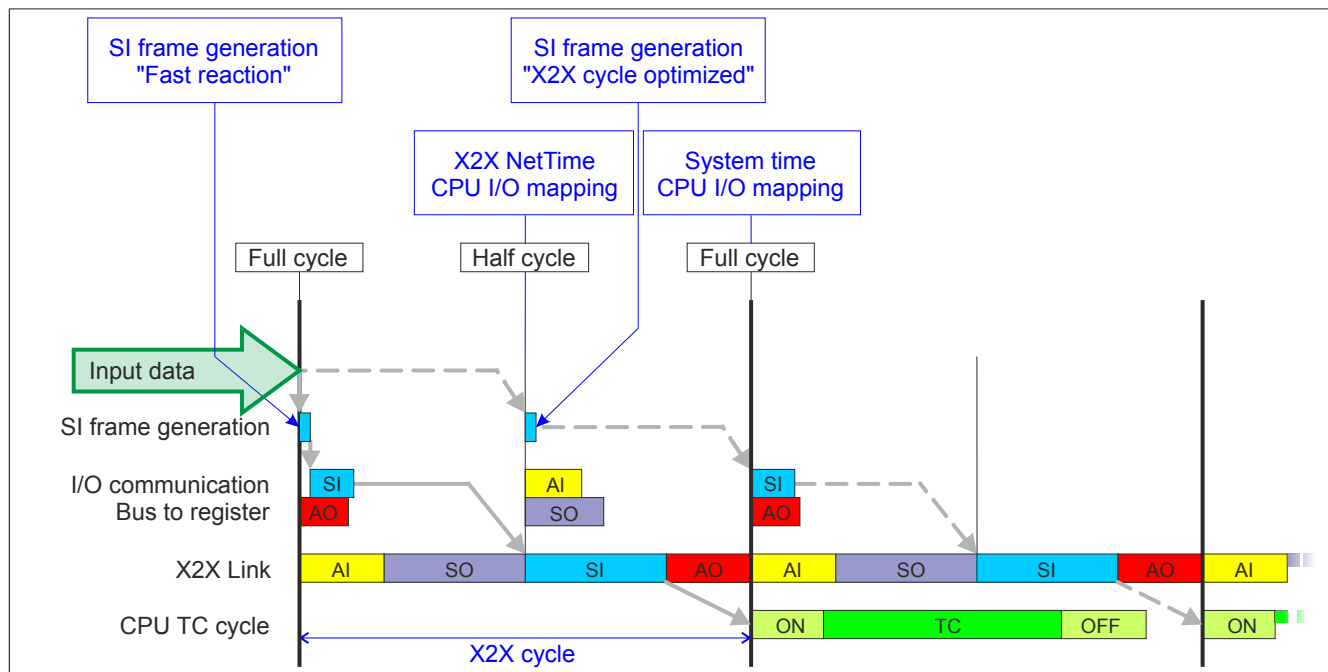 SI frame generation
"Fast reaction"
SI frame generation
"X2X cycle optimized"
X2X NetTime
CPU I/O mapping
System time
CPU I/O mapping
Full cycle
Half cycle
Full cycle
Input data
SI frame generation
I/O communication
Bus to register
SI
AO
AI
SO
SI
AO
X2X Link
AI
SO
SI
AO
AI
SO
SI
AO
AI
CPU TC cycle
ON
TC
OFF
ON
X2X cycle